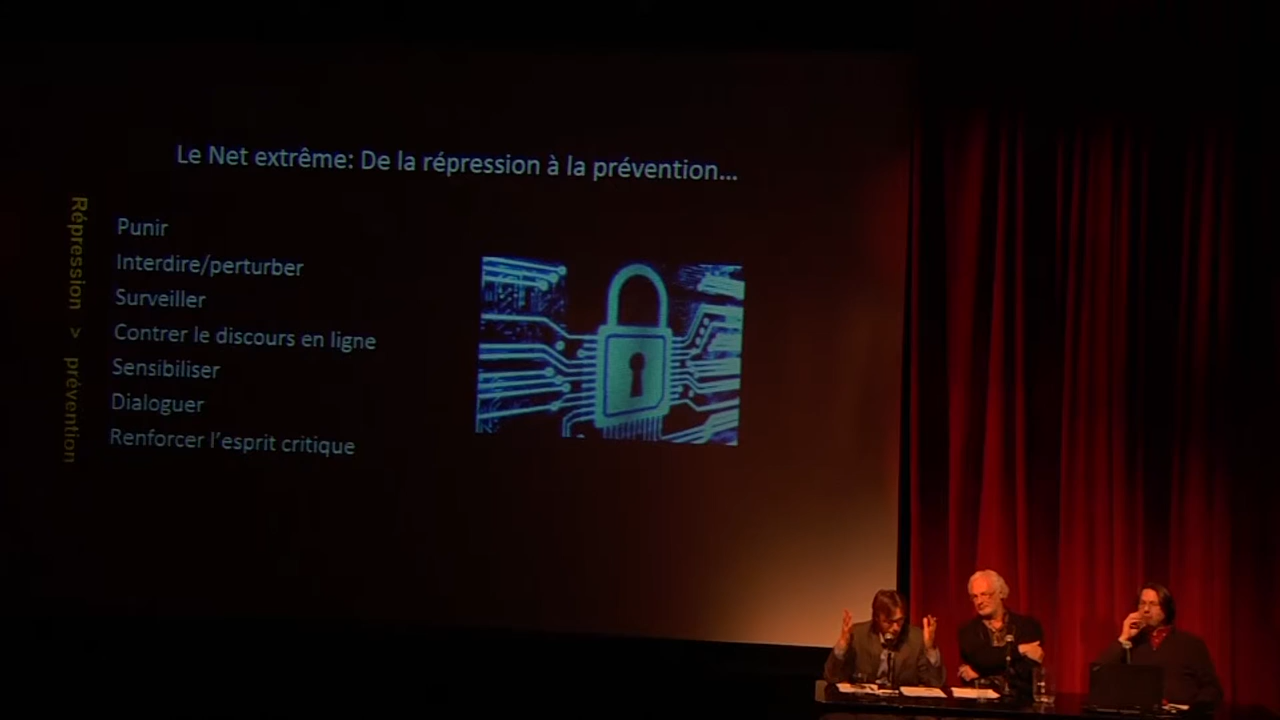 Le Net extrême: De la répression à la prévention...
Répression > prévention
Punir
Interdire/perturber
Surveiller
Contrer le discours en ligne
Sensibiliser
Dialoguer
Renforcer l'esprit critique